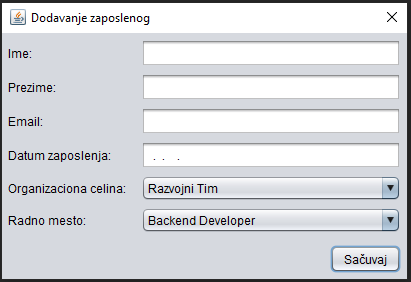 Dodavanje zaposlenog
Ime:
Prezime:
Email:
Datum zaposlenja: . . .
Organizaciona celina: Razvojni Tim
Radno mesto: Backend Developer
Sačuvaj